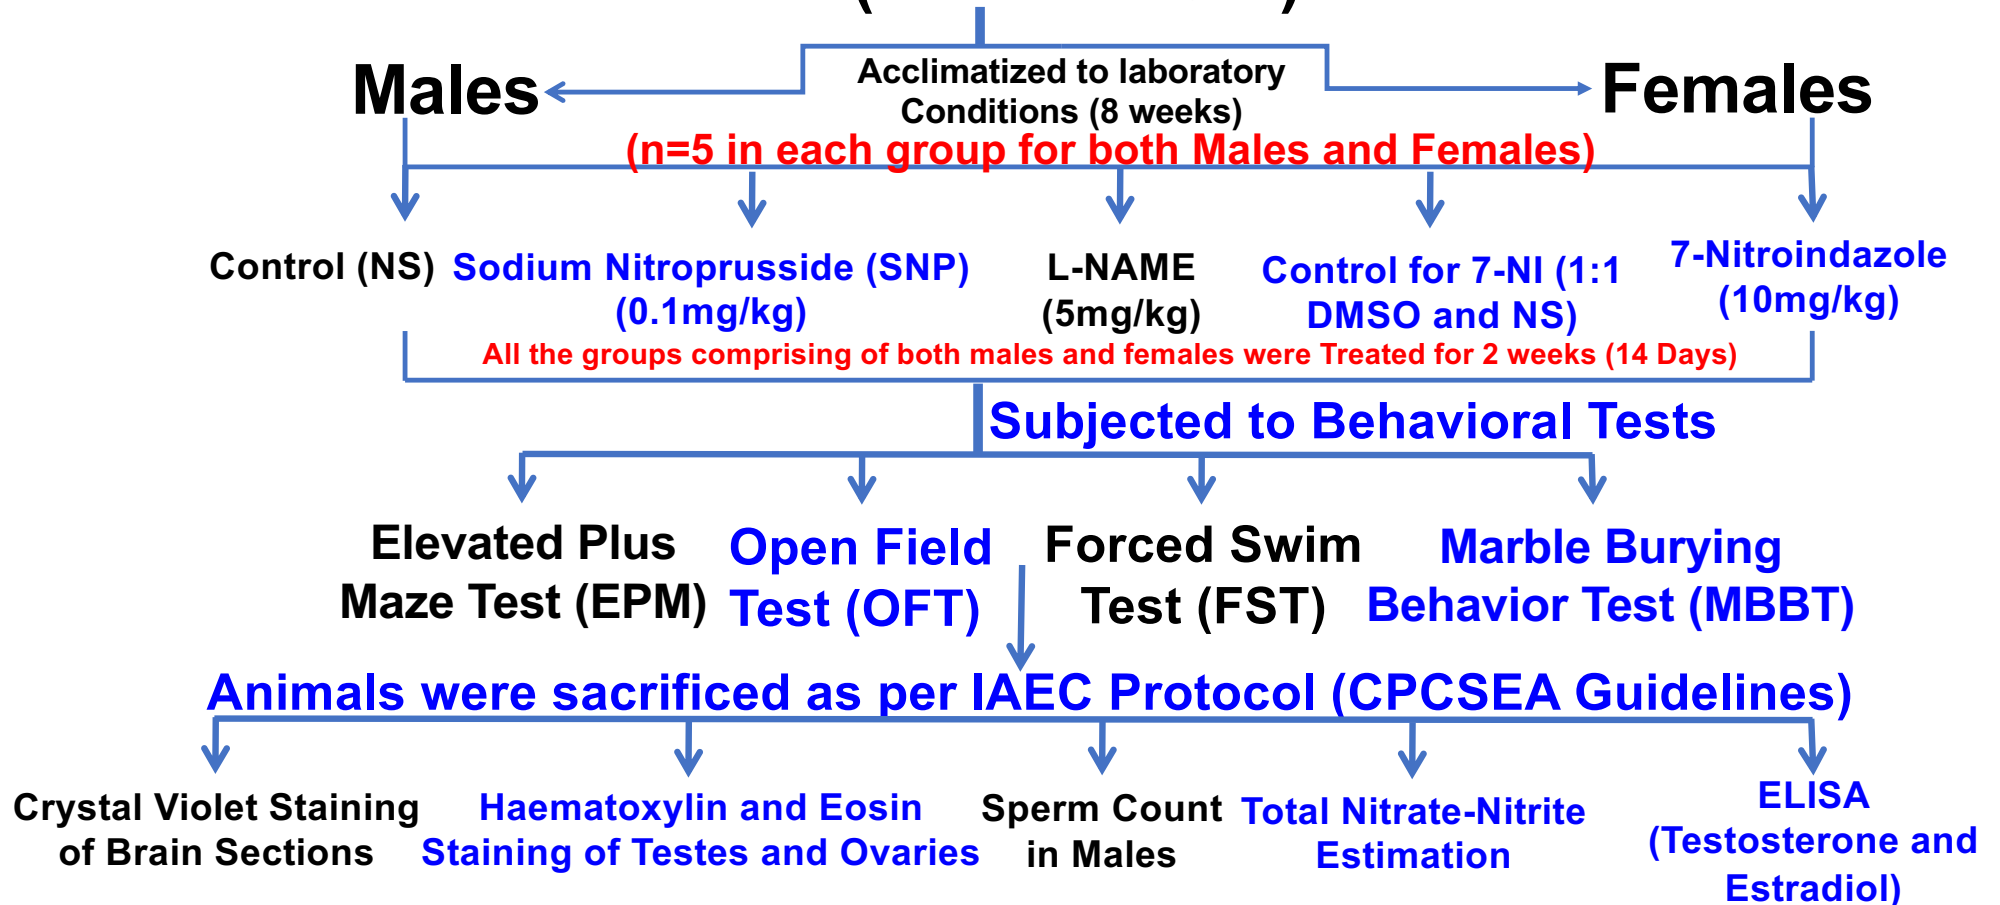 Males
Acclimatized to laboratory
Conditions (8 weeks)
Females
(n=5 in each group for both Males and Females)
Control (NS)
Sodium Nitroprusside (SNP)
(0.1mg/kg)
L-NAME
(5mg/kg)
Control for 7-NI (1:1
DMSO and NS)
7-Nitroindazole
(10mg/kg)
All the groups comprising of both males and females were Treated for 2 weeks (14 Days)
Subjected to Behavioral Tests
Elevated Plus
Maze Test (EPM)
Open Field
Test (OFT)
Forced Swim
Test (FST)
Marble Burying
Behavior Test (MBBT)
Animals were sacrificed as per IAEC Protocol (CPCSEA Guidelines)
Crystal Violet Staining
of Brain Sections
Haematoxylin and Eosin
Staining of Testes and Ovaries
Sperm Count
in Males
Total Nitrate-Nitrite
Estimation
ELISA
(Testosterone and
Estradiol)